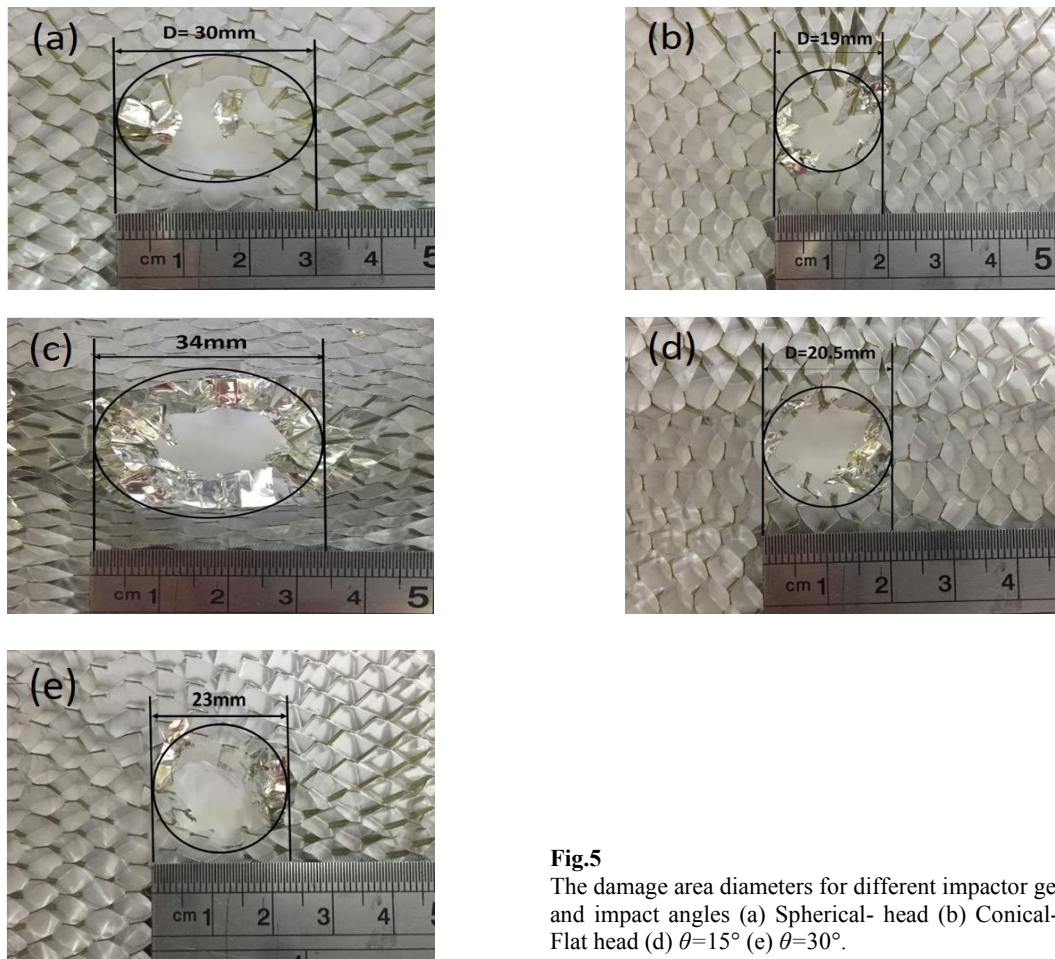 (a)
D= 30mm
cm 1 2 3 4 5
(b)
D=19mm
cm 1 2 3 4 5
(c)
34mm
cm 1 2 3 4 5
(d)
D=20.5mm
cm 1 2 3 4
(e)
23mm
cm 1 2 3 4
Fig.5
The damage area diameters for different impactor ge
and impact angles (a) Spherical- head (b) Conical-
Flat head (d) θ=15° (e) θ=30°.